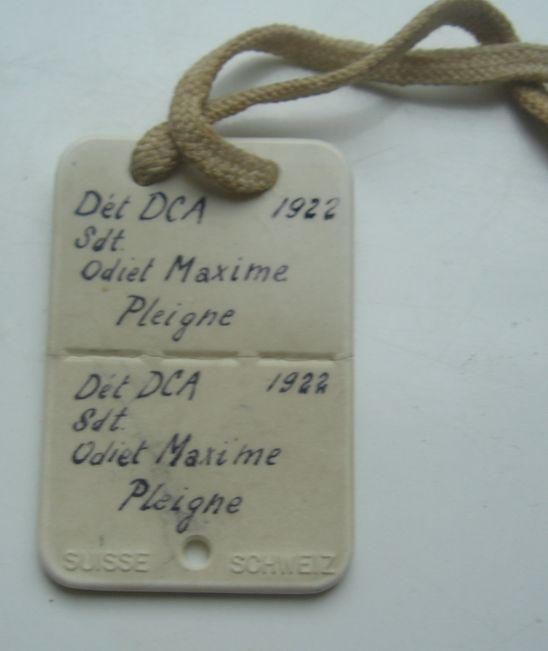 Dét DCA 1922
Sdt.
Odiet Maxime
Pleigne
Dét DCA 1922
Sdt.
Odiet Maxime
Pleigne
SUISSE SCHWEIZ